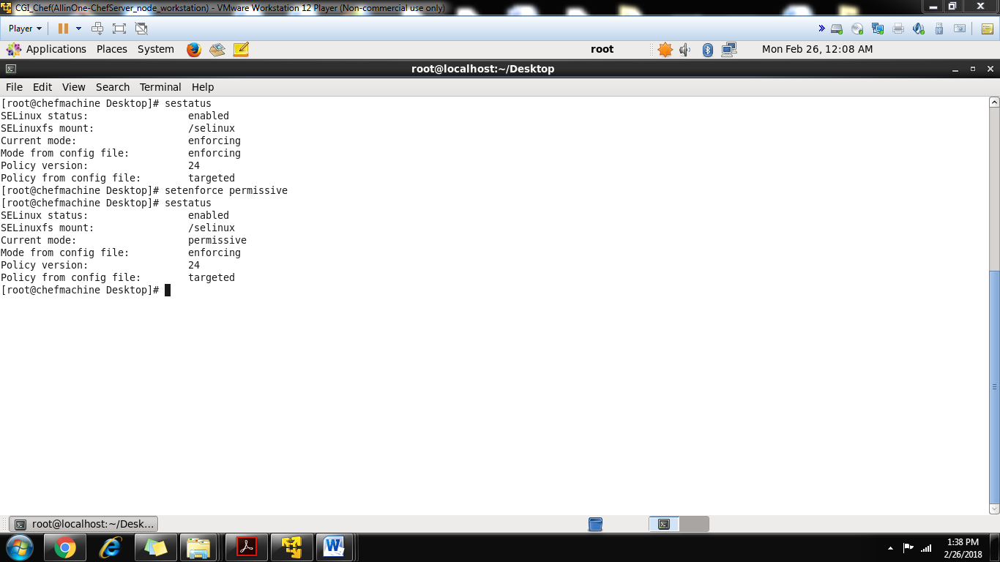 CGI_Chef(AllinOne-ChefServer_node_workstation) - VMware Workstation 12 Player (Non-commercial use only)
Player
Applications Places System root Mon Feb 26, 12:08 AM
root@localhost:~/Desktop
File Edit View Search Terminal Help
[root@chefmachine Desktop]# sestatus
SELinux status: enabled
SELinuxfs mount: /selinux
Current mode: enforcing
Mode from config file: enforcing
Policy version: 24
Policy from config file: targeted
[root@chefmachine Desktop]# setenforce permissive
[root@chefmachine Desktop]# sestatus
SELinux status: enabled
SELinuxfs mount: /selinux
Current mode: permissive
Mode from config file: enforcing
Policy version: 24
Policy from config file: targeted
[root@chefmachine Desktop]#
root@localhost:~/Desk...
1:38 PM
2/26/2018